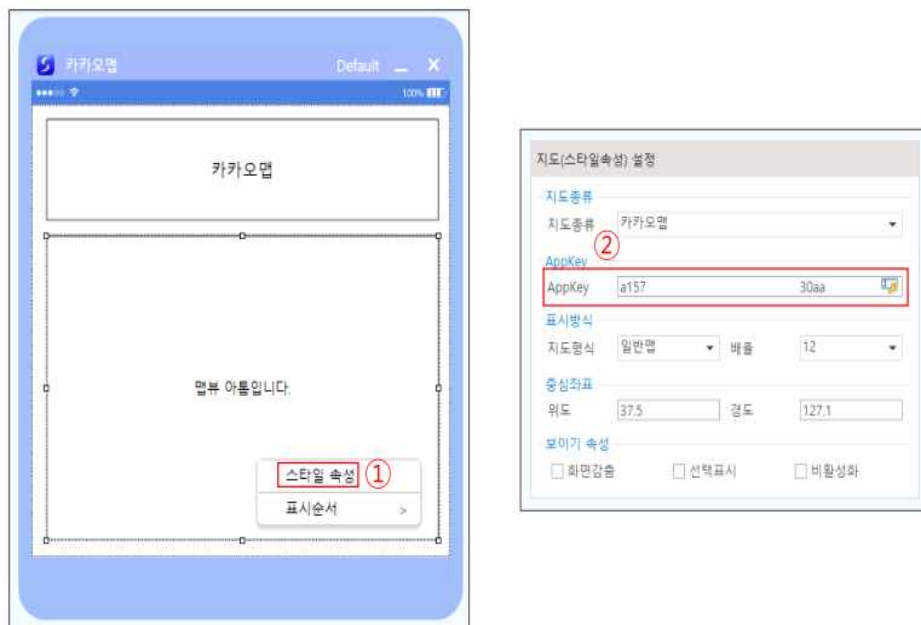 카카오맵 Default
100%
카카오맵
맵뷰 아톰입니다.
스타일 속성 ①
표시순서 >
지도(스타일속성) 설정
지도종류
지도종류 카카오맵
②
AppKey
AppKey a157 30aa
표시방식
지도형식 일반맵 배율 12
중심좌표
위도 37.5 경도 127.1
보이기 속성
화면감춤 선택표시 비활성화